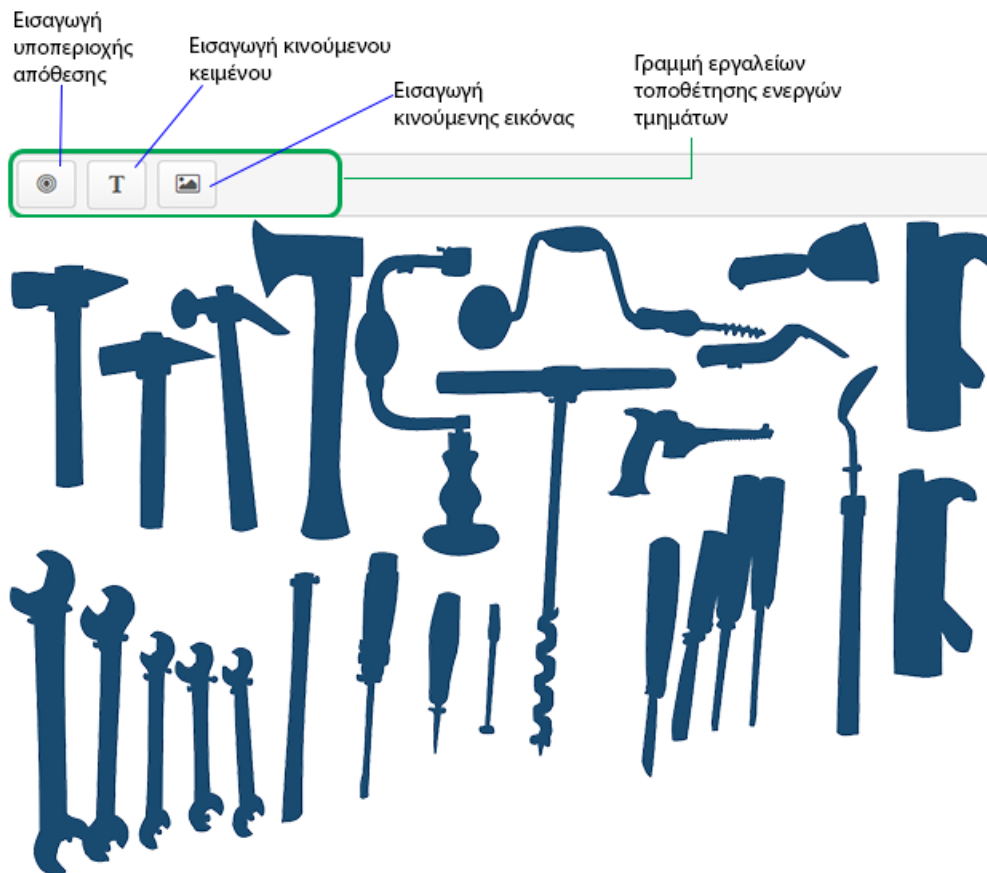 Εισαγωγή
υποπεριοχής
απόθεσης
Εισαγωγή κινούμενου
κειμένου
Εισαγωγή
κινούμενης εικόνας
Γραμμή εργαλείων
τοποθέτησης ενεργών
τμημάτων
T